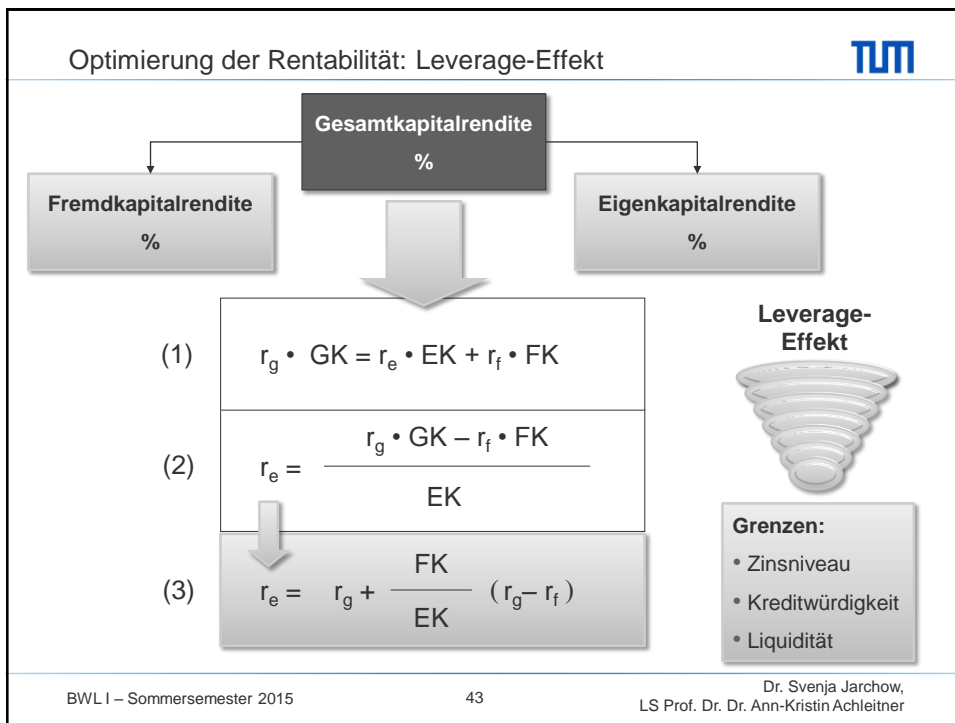 Optimierung der Rentabilität: Leverage-Effekt
TUM
Gesamtkapitalrendite
%
Fremdkapitalrendite
%
Eigenkapitalrendite
%
(1) r_g • GK = r_e • EK + r_f • FK
(2) r_e = (r_g • GK – r_f • FK) / EK
(3) r_e = r_g + FK / EK (r_g – r_f)
Leverage-
Effekt
Grenzen:
• Zinsniveau
• Kreditwürdigkeit
• Liquidität
BWL I – Sommersemester 2015
43
Dr. Svenja Jarchow,
LS Prof. Dr. Dr. Ann-Kristin Achleitner